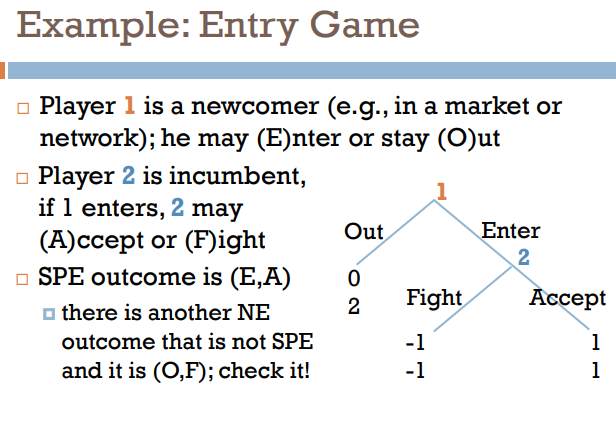 Example: Entry Game
Player 1 is a newcomer (e.g., in a market or
network); he may (E)nter or stay (O)ut
Player 2 is incumbent,
if 1 enters, 2 may
(A)ccept or (F)ight
SPE outcome is (E,A)
there is another NE
outcome that is not SPE
and it is (O,F); check it!
1
Out
Enter
2
0
2
Fight
Accept
-1
-1
1
1